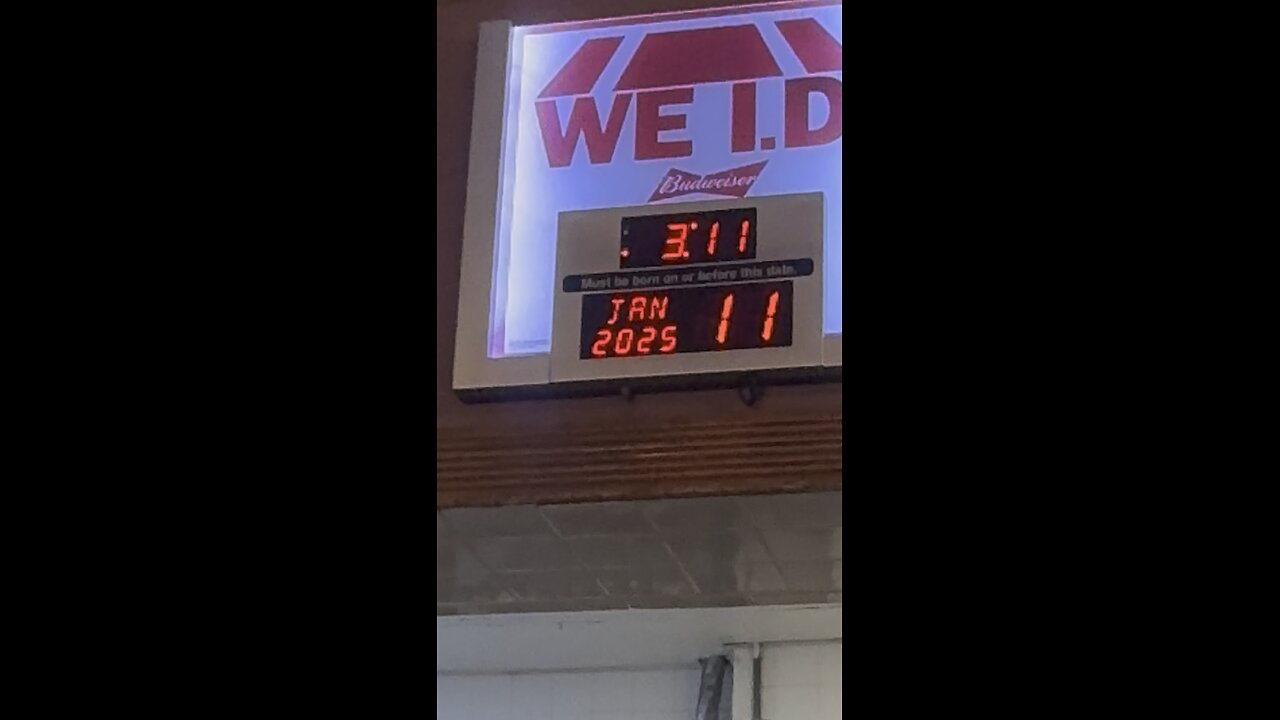 WE I.D
Budweiser
3:11
Must be born on or before this date.
JAN 11
2025